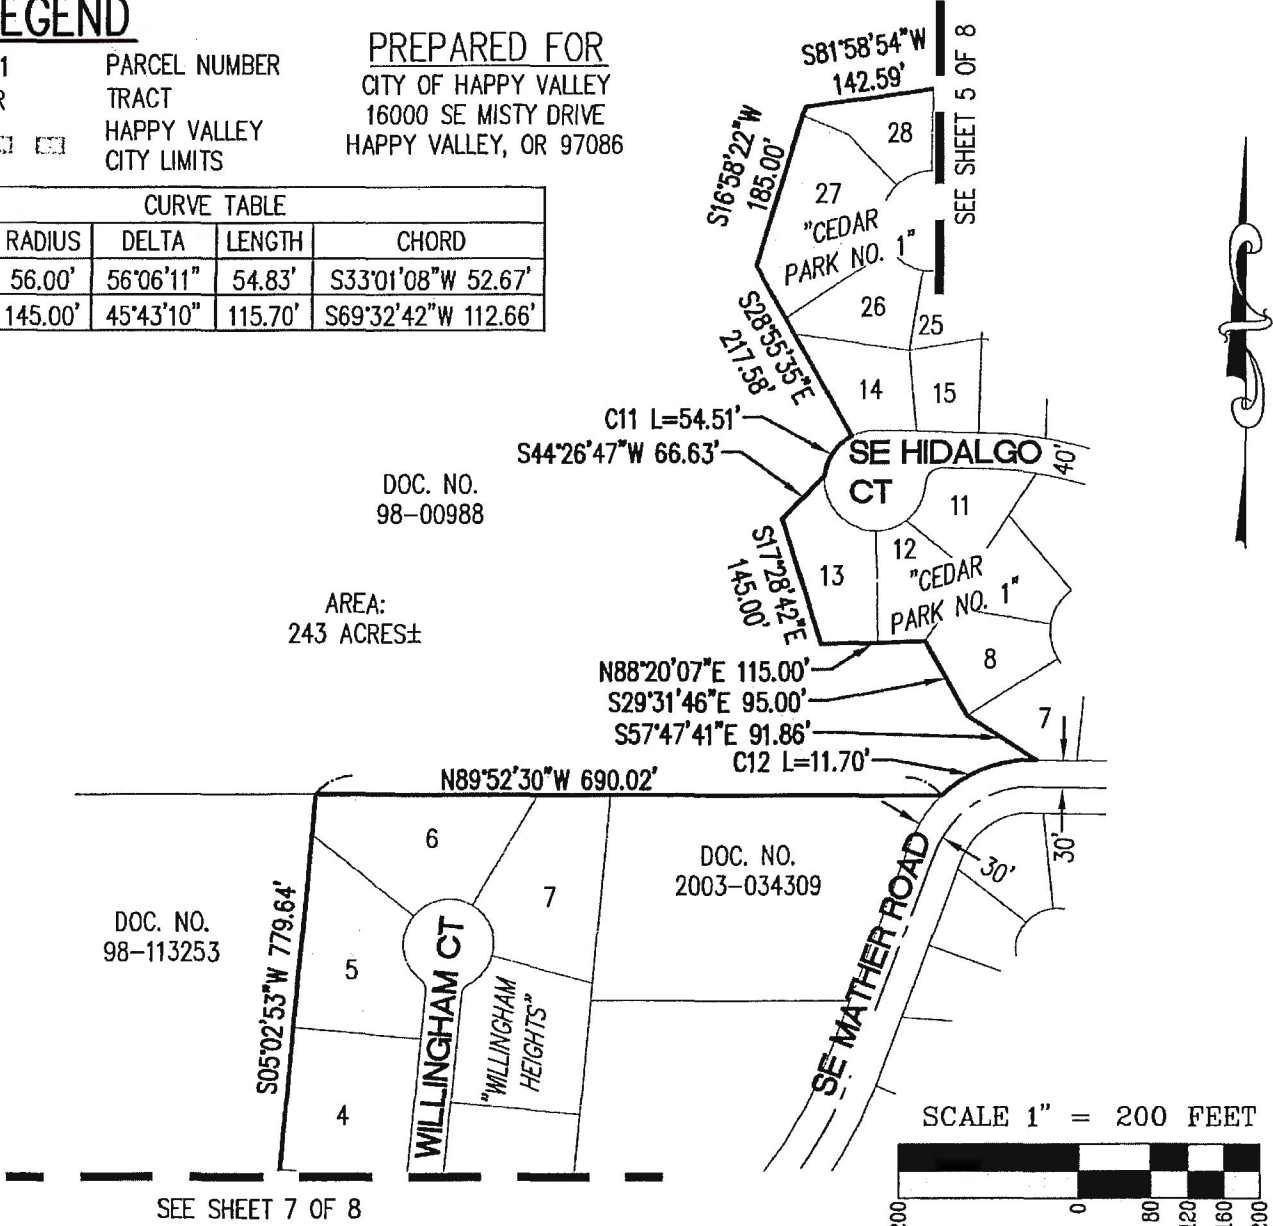 EGEND
1 PARCEL NUMBER
R TRACT
HAPPY VALLEY
CITY LIMITS
PREPARED FOR
CITY OF HAPPY VALLEY
16000 SE MISTY DRIVE
HAPPY VALLEY, OR 97086
CURVE TABLE
RADIUS DELTA LENGTH CHORD
56.00' 56°06'11" 54.83' S33°01'08"W 52.67'
145.00' 45°43'10" 115.70' S69°32'42"W 112.66'
S81°58'54"W
142.59'
SEE SHEET 5 OF 8
28
S16°58'22"W
185.00'
27
"CEDAR
PARK NO. 1"
26
25
S28°55'35"E
217.58'
14
15
C11 L=54.51'
S44°26'47"W 66.63'
SE HIDALGO
CT
40'
DOC. NO.
98-00988
11
12
13
"CEDAR
PARK NO. 1"
S17°28'42"E
145.00'
AREA:
243 ACRES±
8
N88°20'07"E 115.00'
S29°31'46"E 95.00'
S57°47'41"E 91.86'
7
C12 L=11.70'
N89°52'30"W 690.02'
6
7
DOC. NO.
2003-034309
30'
30'
SE MATHER ROAD
DOC. NO.
98-113253
S05°02'53"W 779.64'
5
WILLINGHAM CT
"WILLINGHAM
HEIGHTS"
4
SCALE 1" = 200 FEET
200 0 80 120 160 200
SEE SHEET 7 OF 8